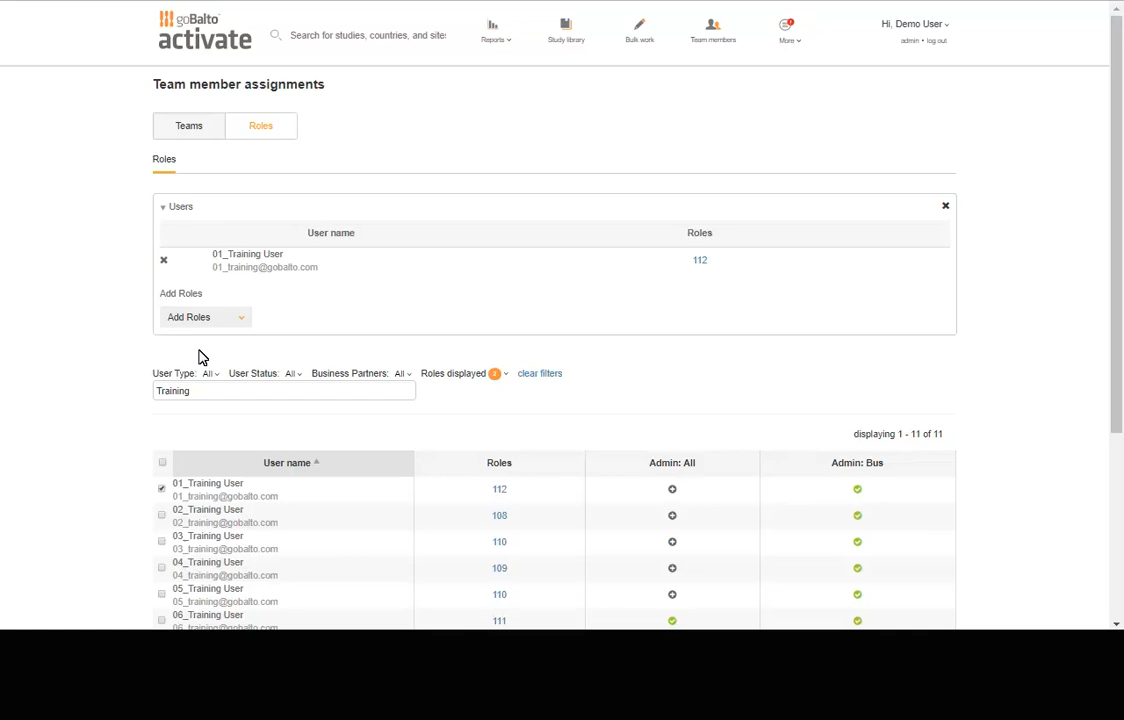 goBalto
activate
Search for studies, countries, and site:
Reports
Study library
Bulk work
Team members
More
Hi, Demo User
admin • log out
Team member assignments
Teams
Roles
Roles
Users
User name
Roles
01_Training User
01_training@gobalto.com
112
Add Roles
Add Roles
User Type: All User Status: All Business Partners: All Roles displayed 2 clear filters
Training
displaying 1 - 11 of 11
User name Roles Admin: All Admin: Bus
01_Training User
01_training@gobalto.com
112
02_Training User
02_training@gobalto.com
108
03_Training User
03_training@gobalto.com
110
04_Training User
04_training@gobalto.com
109
05_Training User
05_training@gobalto.com
110
06_Training User
06_training@gobalto.com
111